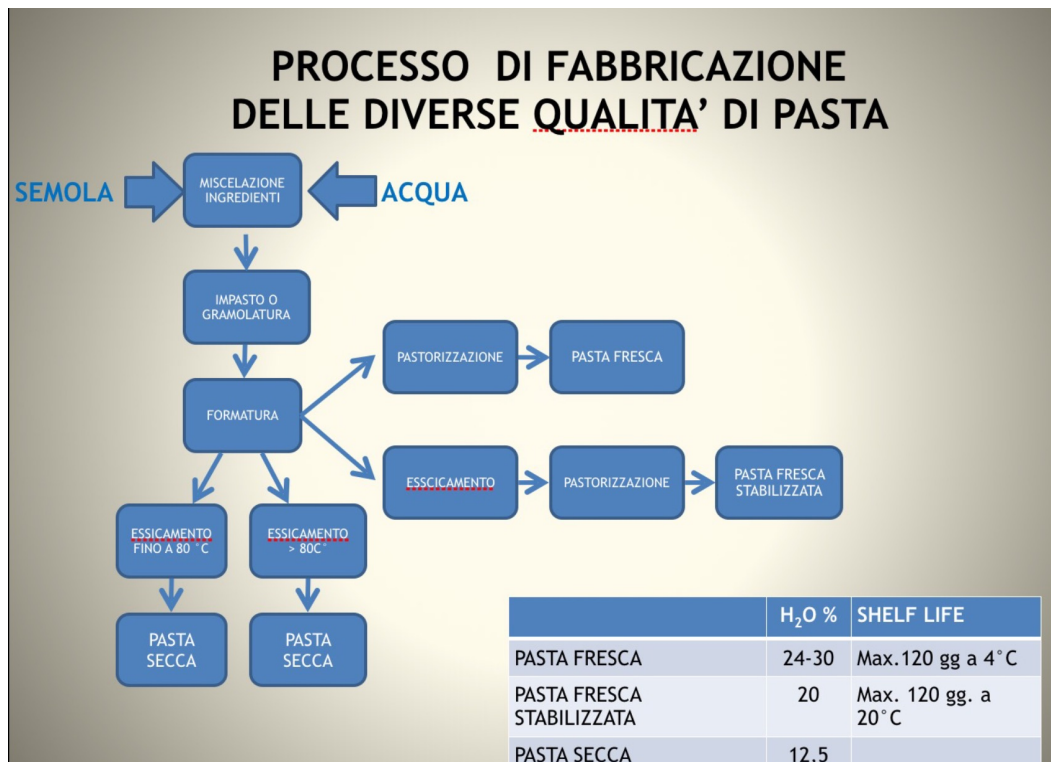 PROCESSO DI FABBRICAZIONE
DELLE DIVERSE QUALITA’ DI PASTA
SEMOLA
MISCELAZIONE
INGREDIENTI
ACQUA
IMPASTO O
GRAMOLATURA
FORMATURA
PASTORIZZAZIONE
PASTA FRESCA
ESSCICAMENTO
PASTORIZZAZIONE
PASTA FRESCA
STABILIZZATA
ESSICAMENTO
FINO A 80 °C
ESSICAMENTO
> 80C°
PASTA
SECCA
PASTA
SECCA
H₂O % SHELF LIFE
PASTA FRESCA 24-30 Max.120 gg a 4°C
PASTA FRESCA
STABILIZZATA 20 Max. 120 gg. a
20°C
PASTA SECCA 12.5